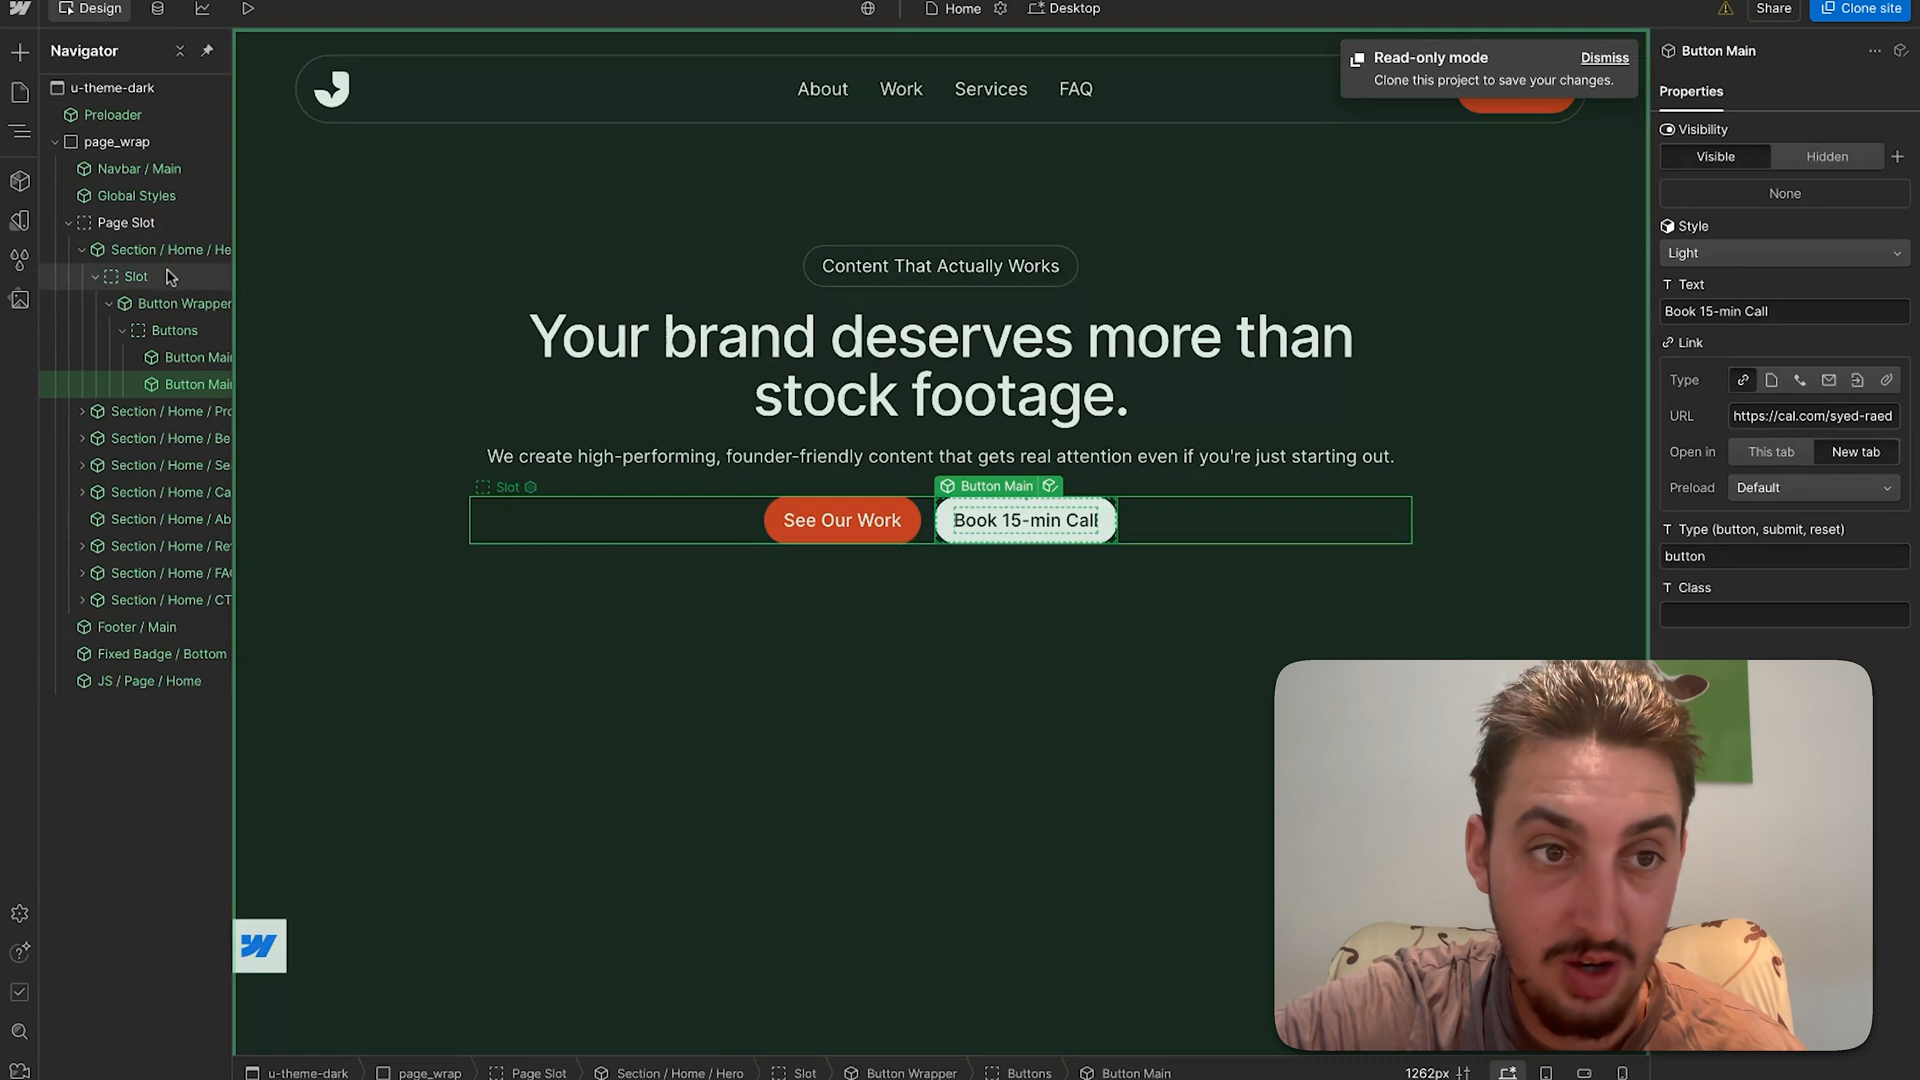 Design
Home
Desktop
Share
Clone site
Navigator
u-theme-dark
Preloader
page_wrap
Navbar / Main
Global Styles
Page Slot
Section / Home / He
Slot
Button Wrapper
Buttons
Button Mai
Button Mai
Section / Home / Pro
Section / Home / Be
Section / Home / Se
Section / Home / Ca
Section / Home / Ab
Section / Home / Re
Section / Home / FA
Section / Home / CT
Footer / Main
Fixed Badge / Bottom
JS / Page / Home
About
Work
Services
FAQ
Read-only mode
Dismiss
Clone this project to save your changes.
Content That Actually Works
Your brand deserves more than
stock footage.
We create high-performing, founder-friendly content that gets real attention even if you're just starting out.
Slot
Button Main
See Our Work
Book 15-min Call
Button Main
Properties
Visibility
Visible
Hidden
None
Style
Light
Text
Book 15-min Call
Link
Type
URL
https://cal.com/syed-raed
Open in
This tab
New tab
Preload
Default
Type (button, submit, reset)
button
Class
u-theme-dark
page_wrap
Page Slot
Section / Home / Hero
Slot
Button Wrapper
Buttons
Button Main
1262px